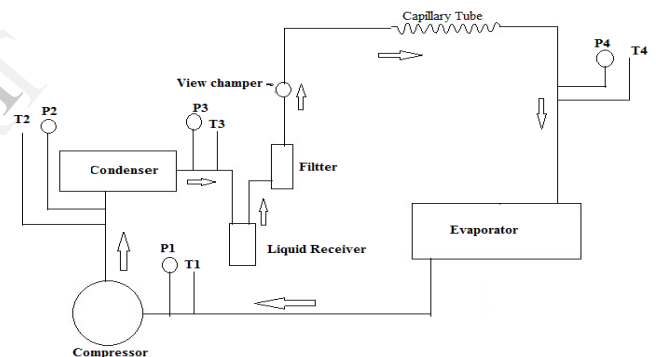 Capillary Tube
P4
T4
View champer
P3
T3
P2
T2
Condenser
Filtter
Evaporator
Liquid Receiver
P1
T1
Compressor